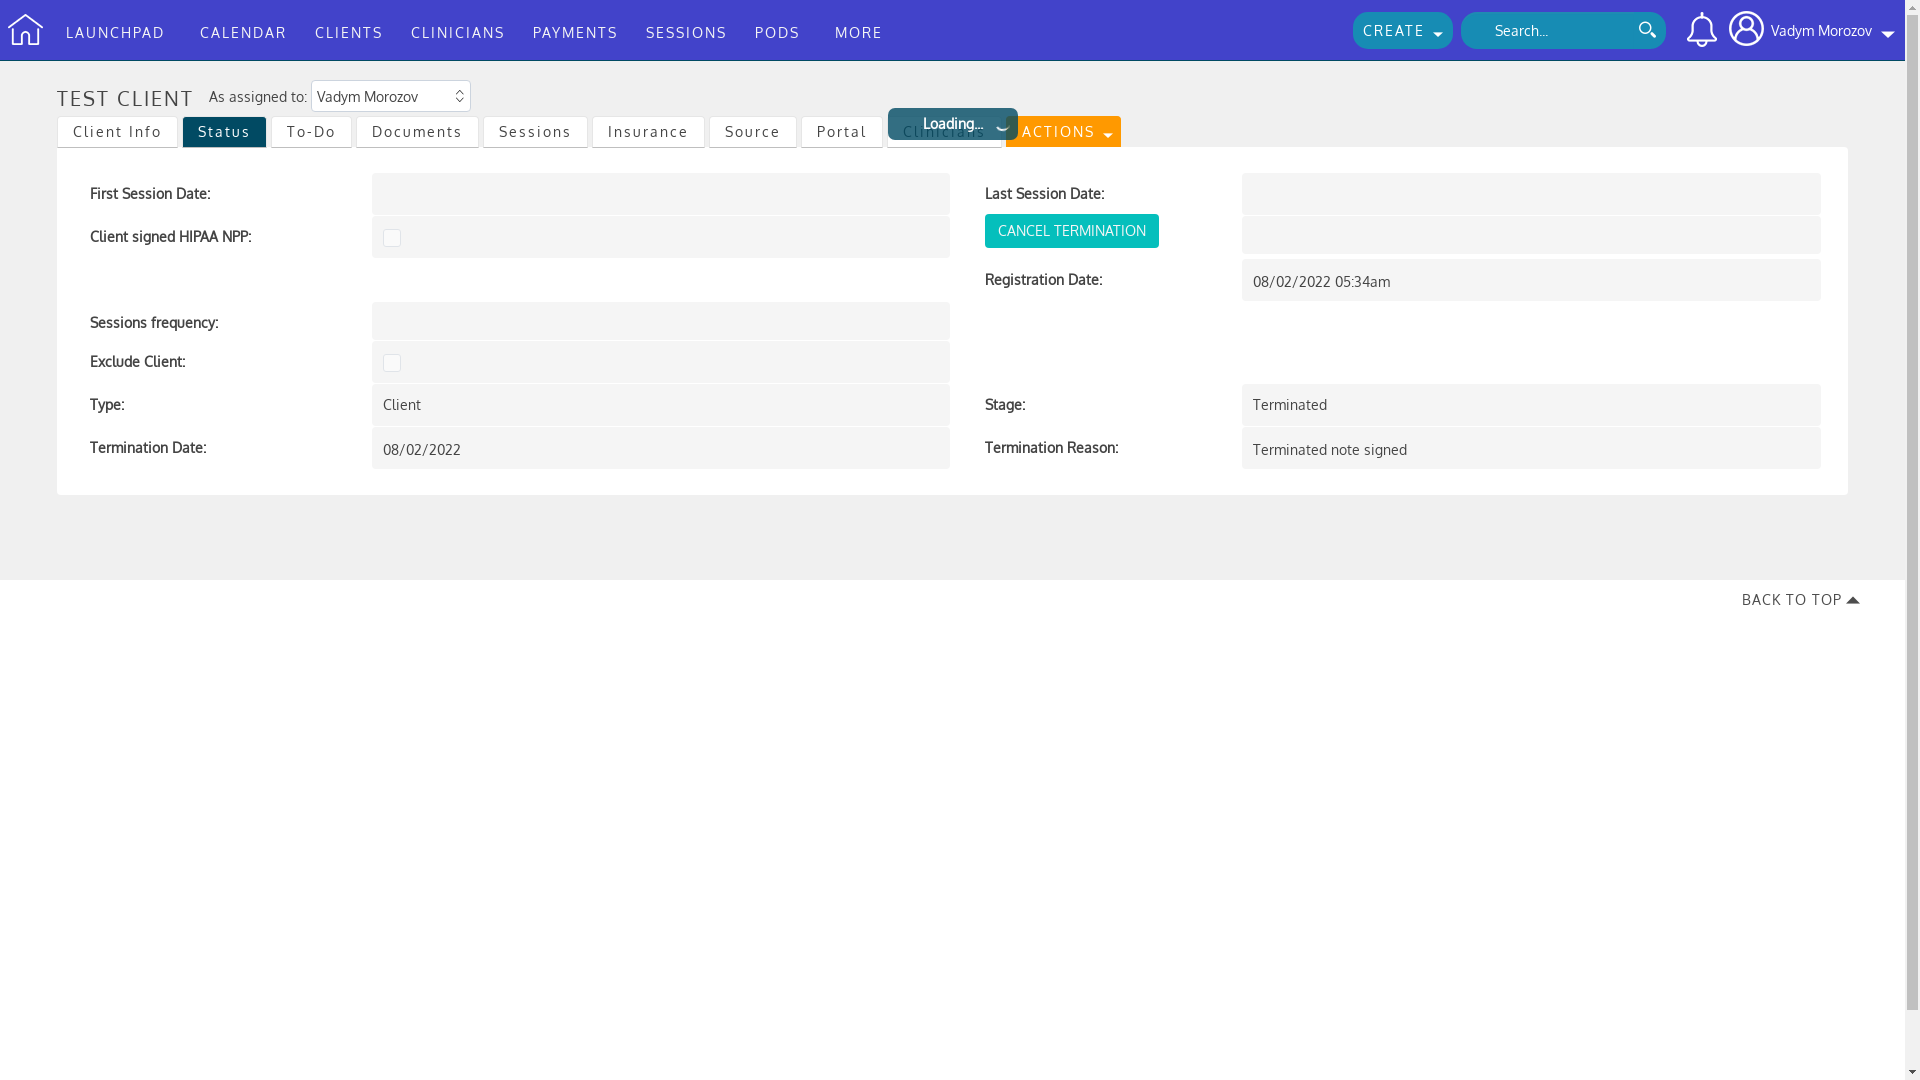 LAUNCHPAD CALENDAR CLIENTS CLINICIANS PAYMENTS SESSIONS PODS MORE CREATE Search... Vadym Morozov
TEST CLIENT As assigned to: Vadym Morozov
Client Info Status To-Do Documents Sessions Insurance Source Portal Clinicians ACTIONS
Loading...
First Session Date: Last Session Date:
Client signed HIPAA NPP: CANCEL TERMINATION
Registration Date: 08/02/2022 05:34am
Sessions frequency:
Exclude Client:
Type: Client Stage: Terminated
Termination Date: 08/02/2022 Termination Reason: Terminated note signed
BACK TO TOP